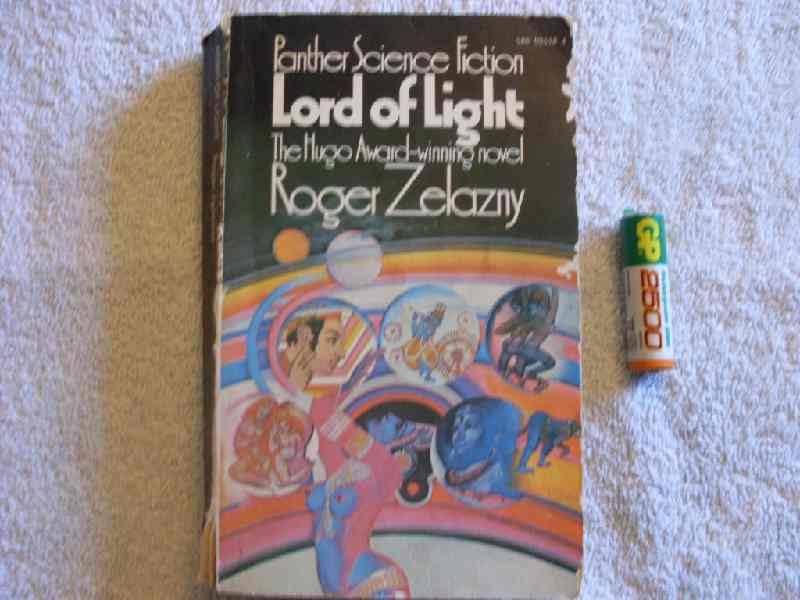 Panther Science Fiction
Lord of Light
The Hugo Award-winning novel
Roger Zelazny
GP
2500